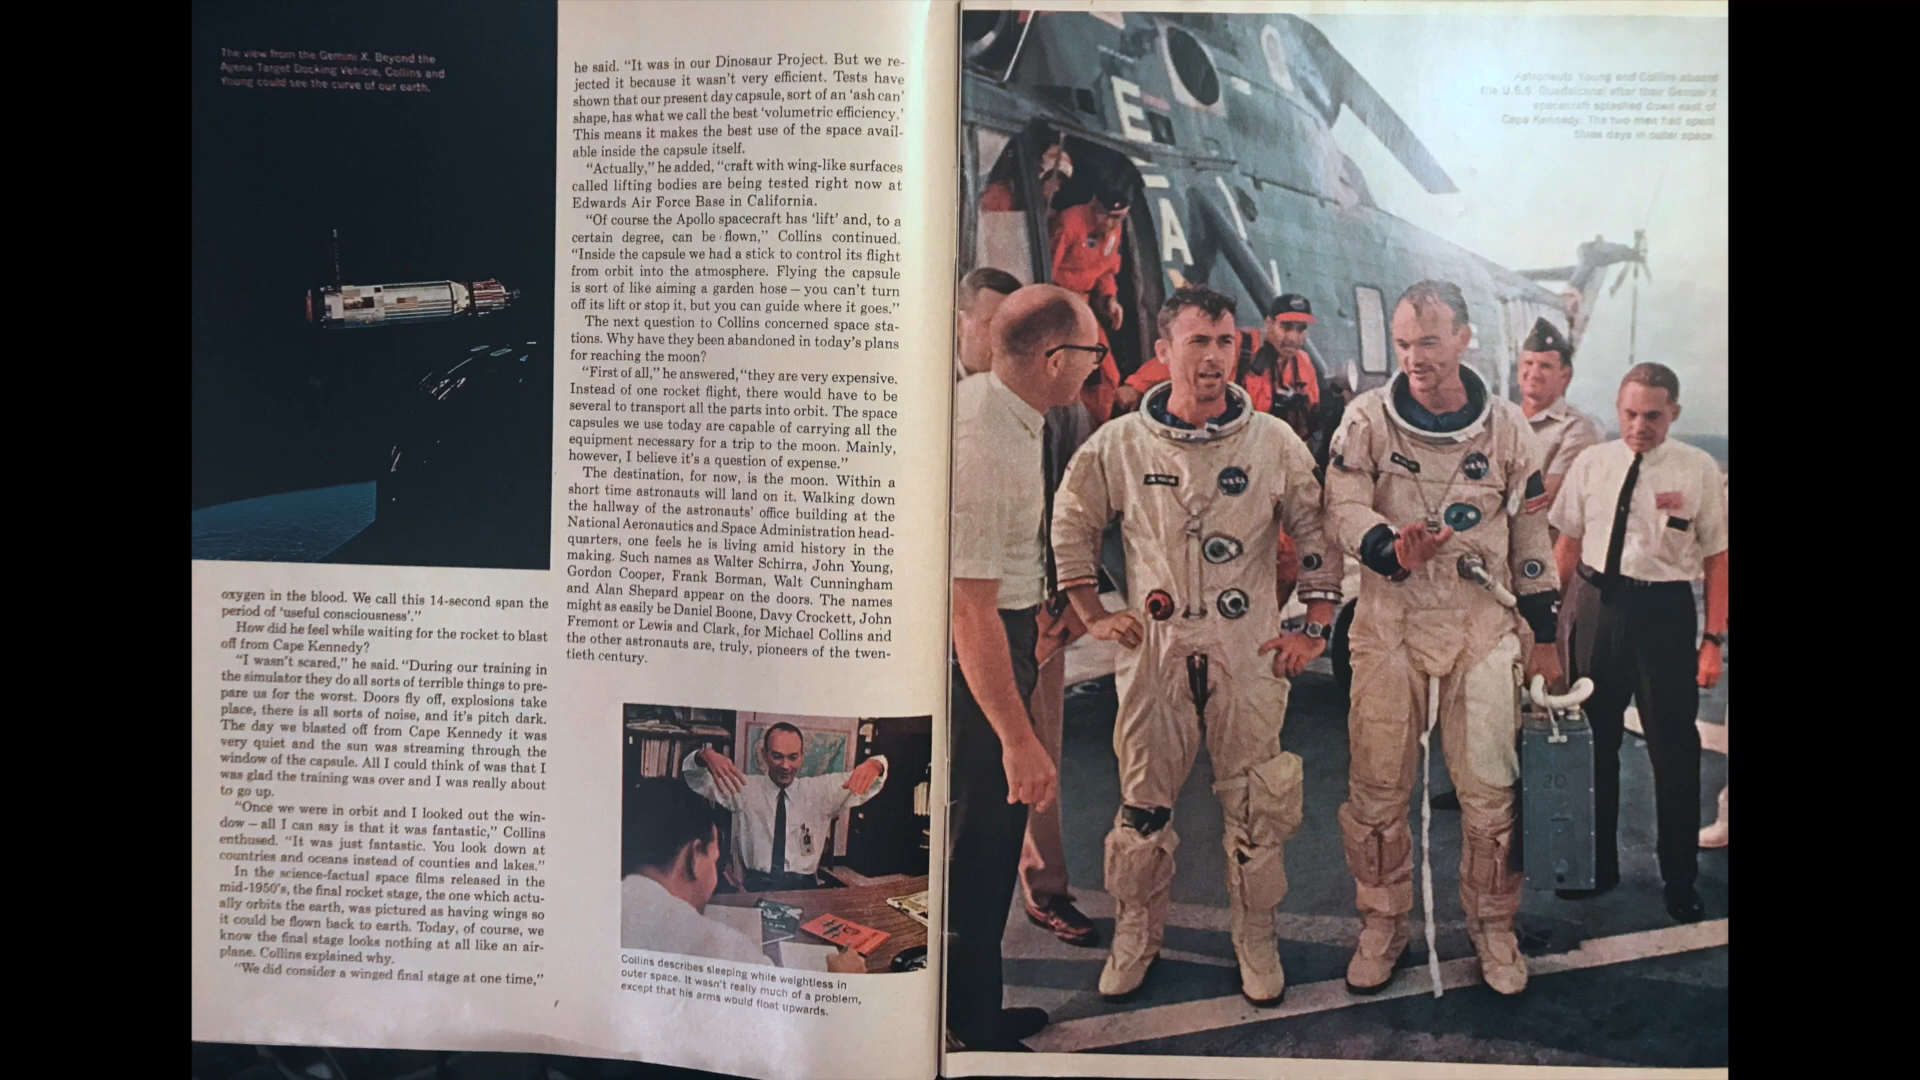 The view from the Gemini X. Beyond the
Agena Target Docking Vehicle, Collins and
Young could see the curve of our earth.
oxygen in the blood. We call this 14-second span the
period of ‘useful consciousness’.”
How did he feel while waiting for the rocket to blast
off from Cape Kennedy?
“I wasn’t scared,” he said. “During our training in
the simulator they do all sorts of terrible things to pre-
pare us for the worst. Doors fly off, explosions take
place, there is all sorts of noise, and it’s pitch dark.
The day we blasted off from Cape Kennedy it was
very quiet and the sun was streaming through the
window of the capsule. All I could think of was that I
was glad the training was over and I was really about
to go up.
“Once we were in orbit and I looked out the win-
dow — all I can say is that it was fantastic,” Collins
enthused. “It was just fantastic. You look down at
countries and oceans instead of counties and lakes.”
In the science-factual space films released in the
mid-1950’s, the final rocket stage, the one which actu-
ally orbits the earth, was pictured as having wings so
it could be flown back to earth. Today, of course, we
know the final stage looks nothing at all like an air-
plane. Collins explained why.
“We did consider a winged final stage at one time,”
he said. “It was in our Dinosaur Project. But we re-
jected it because it wasn’t very efficient. Tests have
shown that our present day capsule, sort of an ‘ash can’
shape, has what we call the best ‘volumetric efficiency.’
This means it makes the best use of the space avail-
able inside the capsule itself.
“Actually,” he added, “craft with wing-like surfaces
called lifting bodies are being tested right now at
Edwards Air Force Base in California.
“Of course the Apollo spacecraft has ‘lift’ and, to a
certain degree, can be flown,” Collins continued.
“Inside the capsule we had a stick to control its flight
from orbit into the atmosphere. Flying the capsule
is sort of like aiming a garden hose — you can’t turn
off its lift or stop it, but you can guide where it goes.”
The next question to Collins concerned space sta-
tions. Why have they been abandoned in today’s plans
for reaching the moon?
“First of all,” he answered, “they are very expensive.
Instead of one rocket flight, there would have to be
several to transport all the parts into orbit. The space
capsules we use today are capable of carrying all the
equipment necessary for a trip to the moon. Mainly,
however, I believe it’s a question of expense.”
The destination, for now, is the moon. Within a
short time astronauts will land on it. Walking down
the hallway of the astronauts’ office building at the
National Aeronautics and Space Administration head-
quarters, one feels he is living amid history in the
making. Such names as Walter Schirra, John Young,
Gordon Cooper, Frank Borman, Walt Cunningham
and Alan Shepard appear on the doors. The names
might as easily be Daniel Boone, Davy Crockett, John
Fremont or Lewis and Clark, for Michael Collins and
the other astronauts are, truly, pioneers of the twen-
tieth century.
Collins describes sleeping while weightless in
outer space. It wasn’t really much of a problem,
except that his arms would float upwards.
Astronauts Young and Collins aboard
the U.S.S. Guadalcanal after their Gemini X
spacecraft splashed down east of
Cape Kennedy. The two men had spent
three days in outer space.
NASA
NASA
20